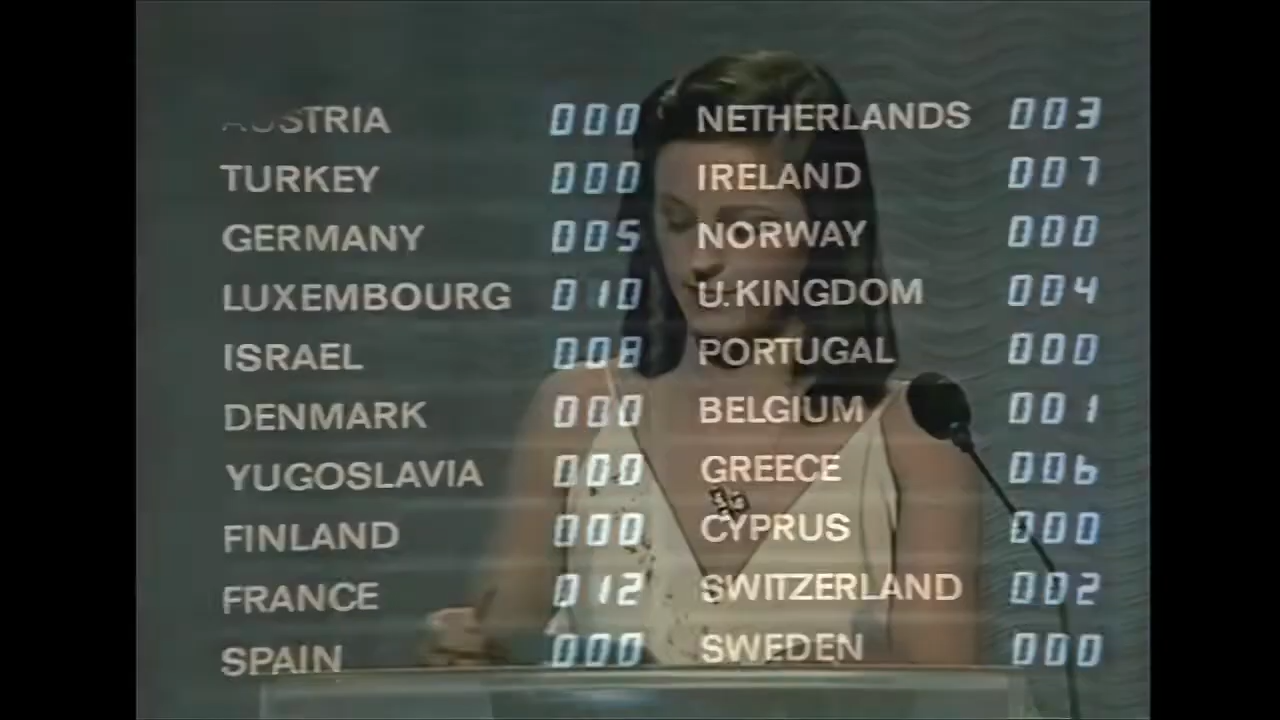 AUSTRIA 000 NETHERLANDS 003
TURKEY 000 IRELAND 007
GERMANY 005 NORWAY 000
LUXEMBOURG 010 U.KINGDOM 004
ISRAEL 008 PORTUGAL 000
DENMARK 000 BELGIUM 001
YUGOSLAVIA 000 GREECE 006
FINLAND 000 CYPRUS 000
FRANCE 012 SWITZERLAND 002
SPAIN 000 SWEDEN 000